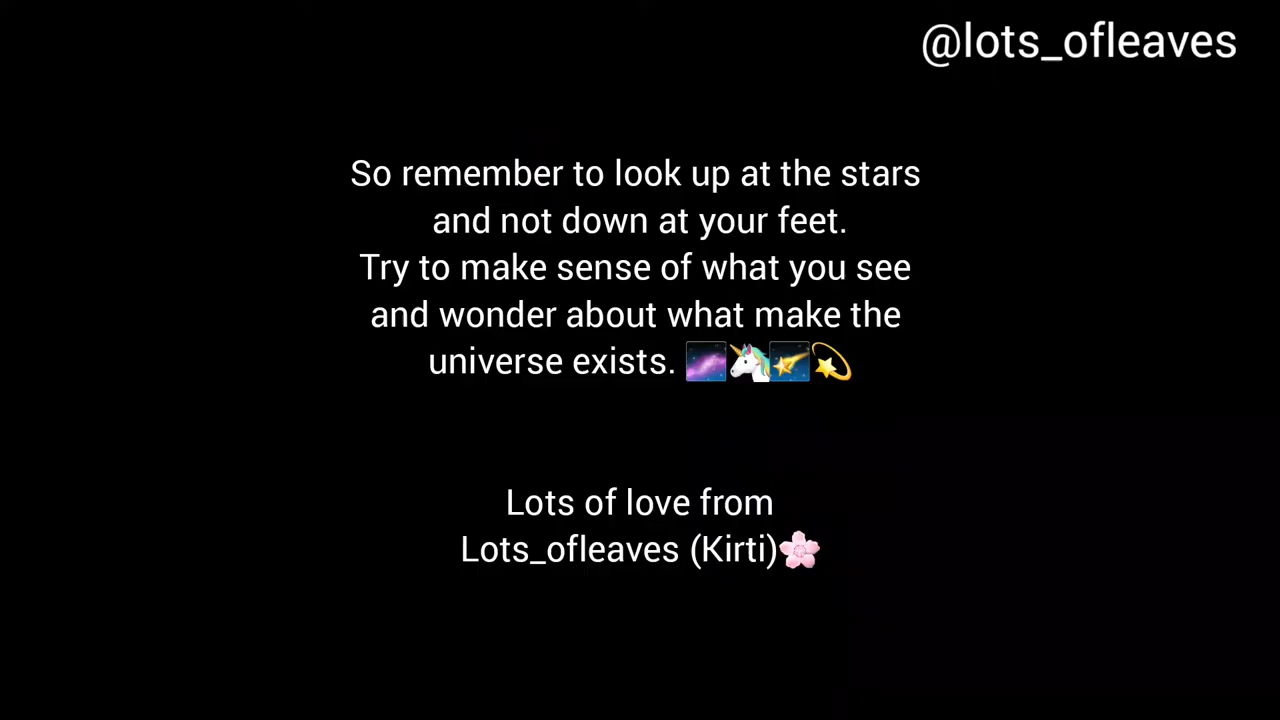 @lots_ofleaves
So remember to look up at the stars
and not down at your feet.
Try to make sense of what you see
and wonder about what make the
universe exists. 🌌🦄🌠💫
Lots of love from
Lots_ofleaves (Kirti)🌸